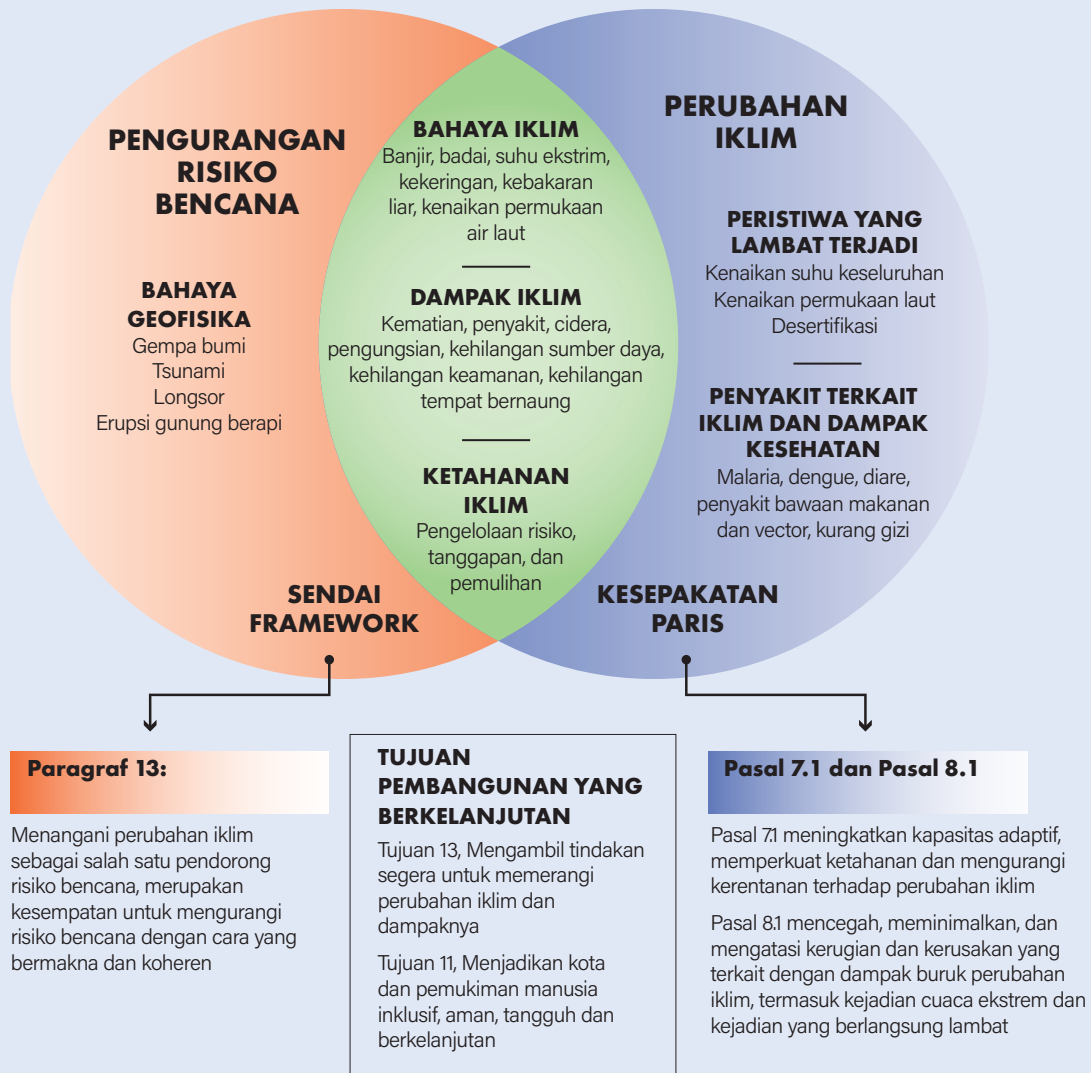 PENGURANGAN
RISIKO
BENCANA
BAHAYA
GEOFISIKA
Gempa bumi
Tsunami
Longsor
Erupsi gunung berapi
SENDAI
FRAMEWORK
BAHAYA IKLIM
Banjir, badai, suhu ekstrim,
kekeringan, kebakaran
liar, kenaikan permukaan
air laut
DAMPAK IKLIM
Kematian, penyakit, cidera,
pengungsian, kehilangan sumber daya,
kehilangan keamanan, kehilangan
tempat bernaung
KETAHANAN
IKLIM
Pengelolaan risiko,
tanggapan, dan
pemulihan
PERUBAHAN
IKLIM
PERISTIWA YANG
LAMBAT TERJADI
Kenaikan suhu keseluruhan
Kenaikan permukaan laut
Desertifikasi
PENYAKIT TERKAIT
IKLIM DAN DAMPAK
KESEHATAN
Malaria, dengue, diare,
penyakit bawaan makanan
dan vector, kurang gizi
KESEPAKATAN
PARIS
Paragraf 13:
Menangani perubahan iklim
sebagai salah satu pendorong
risiko bencana, merupakan
kesempatan untuk mengurangi
risiko bencana dengan cara yang
bermakna dan koheren
TUJUAN
PEMBANGUNAN YANG
BERKELANJUTAN
Tujuan 13, Mengambil tindakan
segera untuk memerangi
perubahan iklim dan
dampaknya
Tujuan 11, Menjadikan kota
dan pemukiman manusia
inklusif, aman, tangguh dan
berkelanjutan
Pasal 7.1 dan Pasal 8.1
Pasal 7.1 meningkatkan kapasitas adaptif,
memperkuat ketahanan dan mengurangi
kerentanan terhadap perubahan iklim
Pasal 8.1 mencegah, meminimalkan, dan
mengatasi kerugian dan kerusakan yang
terkait dengan dampak buruk perubahan
iklim, termasuk kejadian cuaca ekstrem dan
kejadian yang berlangsung lambat